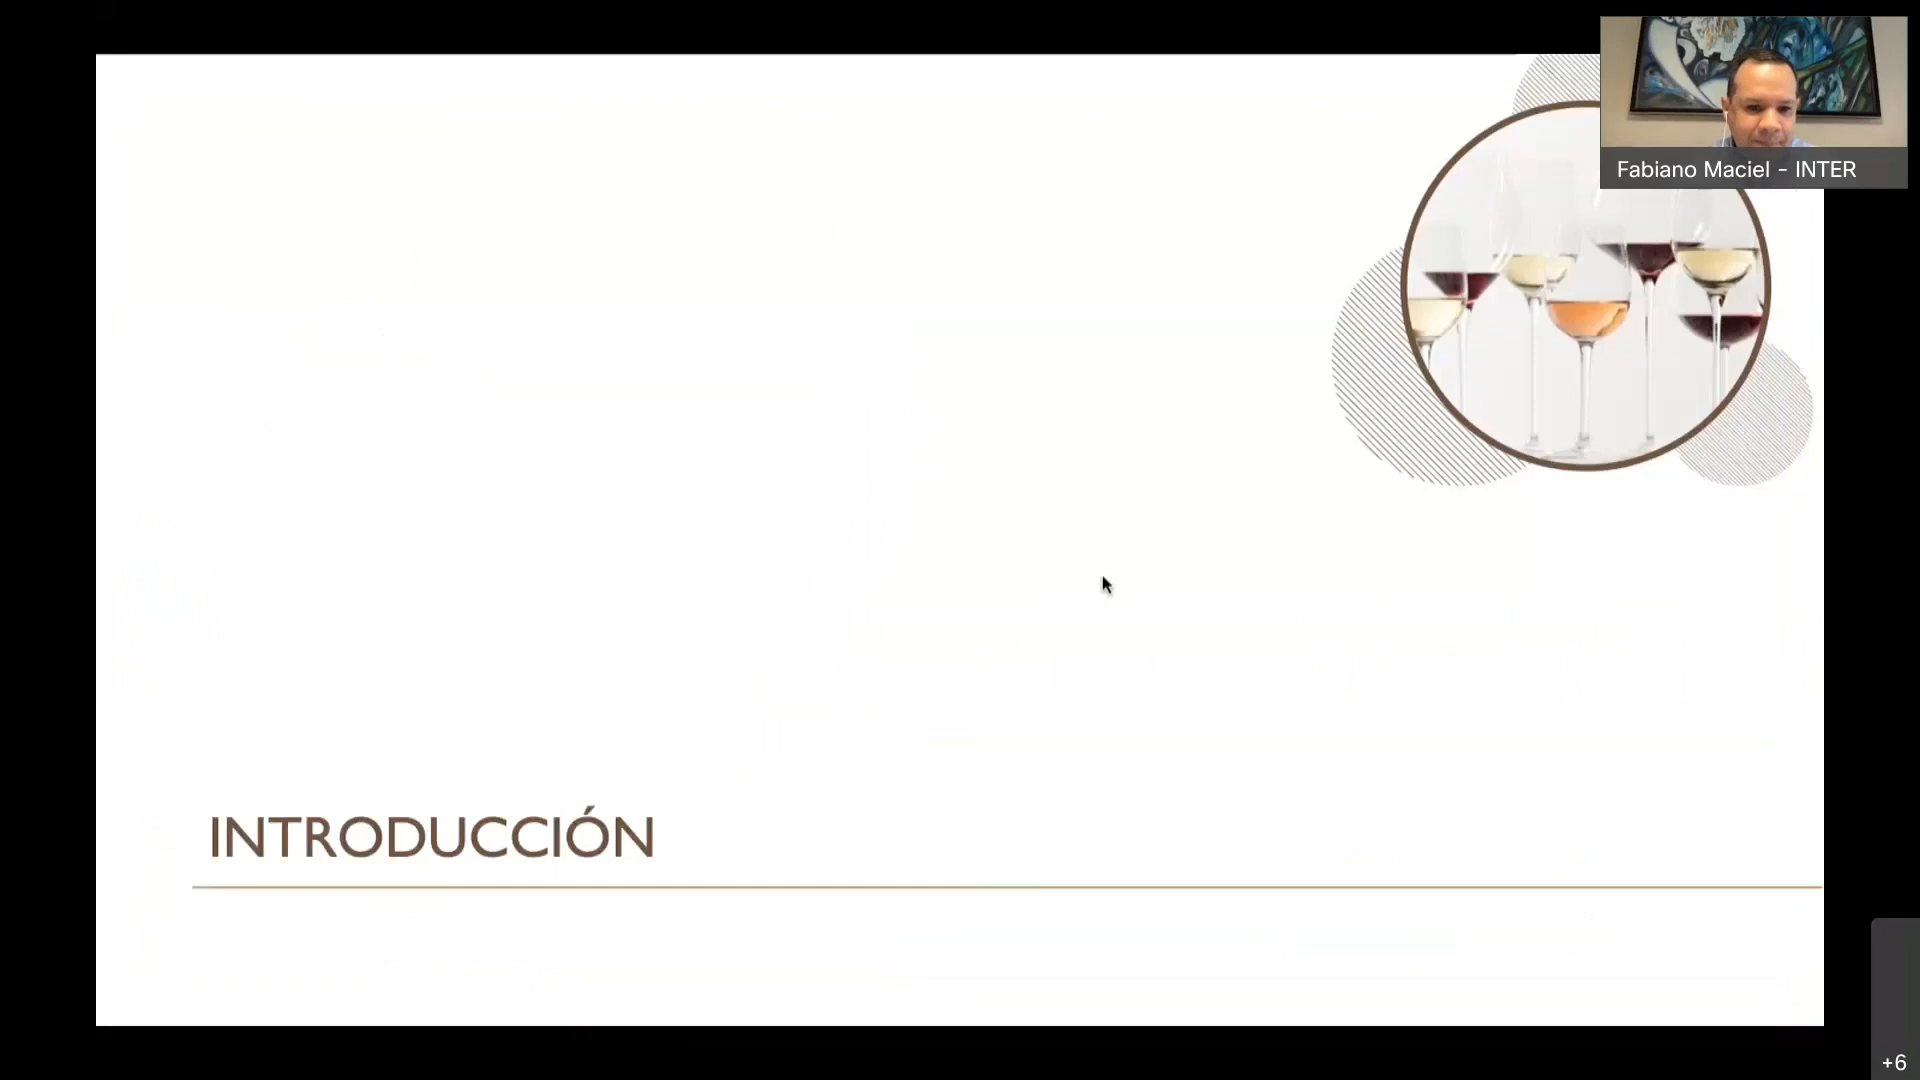 Fabiano Maciel - INTER
INTRODUCCIÓN
+6